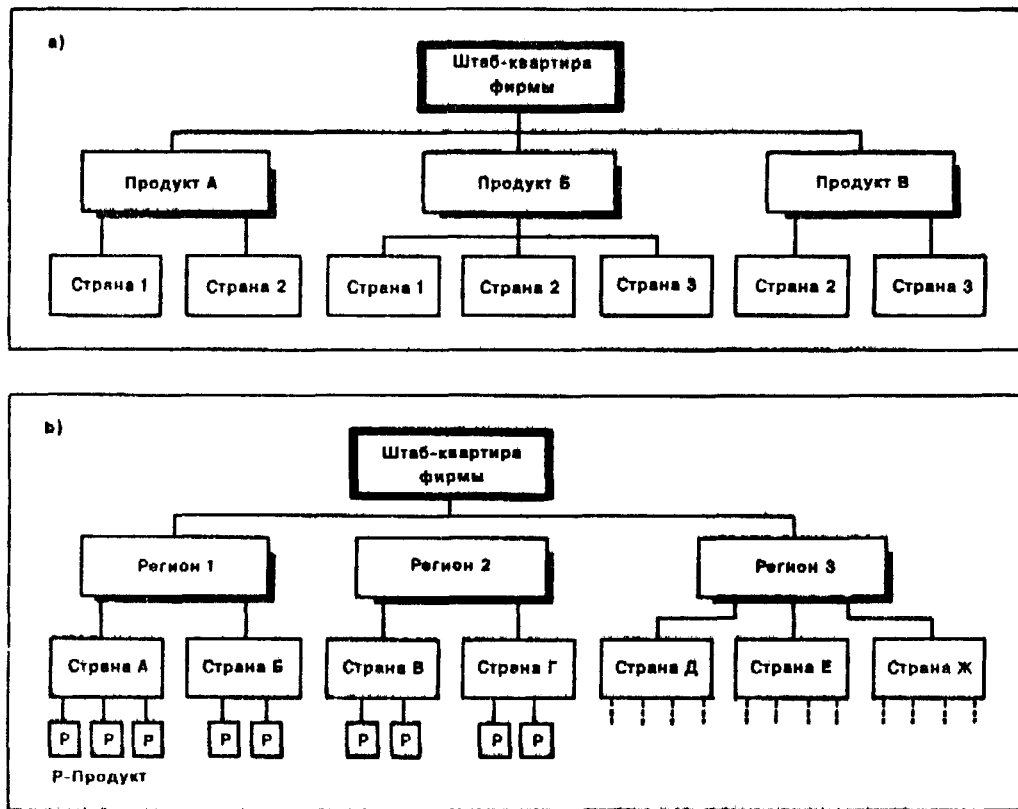 а)
Штаб-квартира
фирмы
Продукт А
Продукт Б
Продукт В
Страна 1
Страна 2
Страна 1
Страна 2
Страна 3
Страна 2
Страна 3
b)
Штаб-квартира
фирмы
Регион 1
Регион 2
Регион 3
Страна А
Страна Б
Страна В
Страна Г
Страна Д
Страна Е
Страна Ж
Р
Р
Р
Р
Р
Р
Р
Р
Р
Р-Продукт